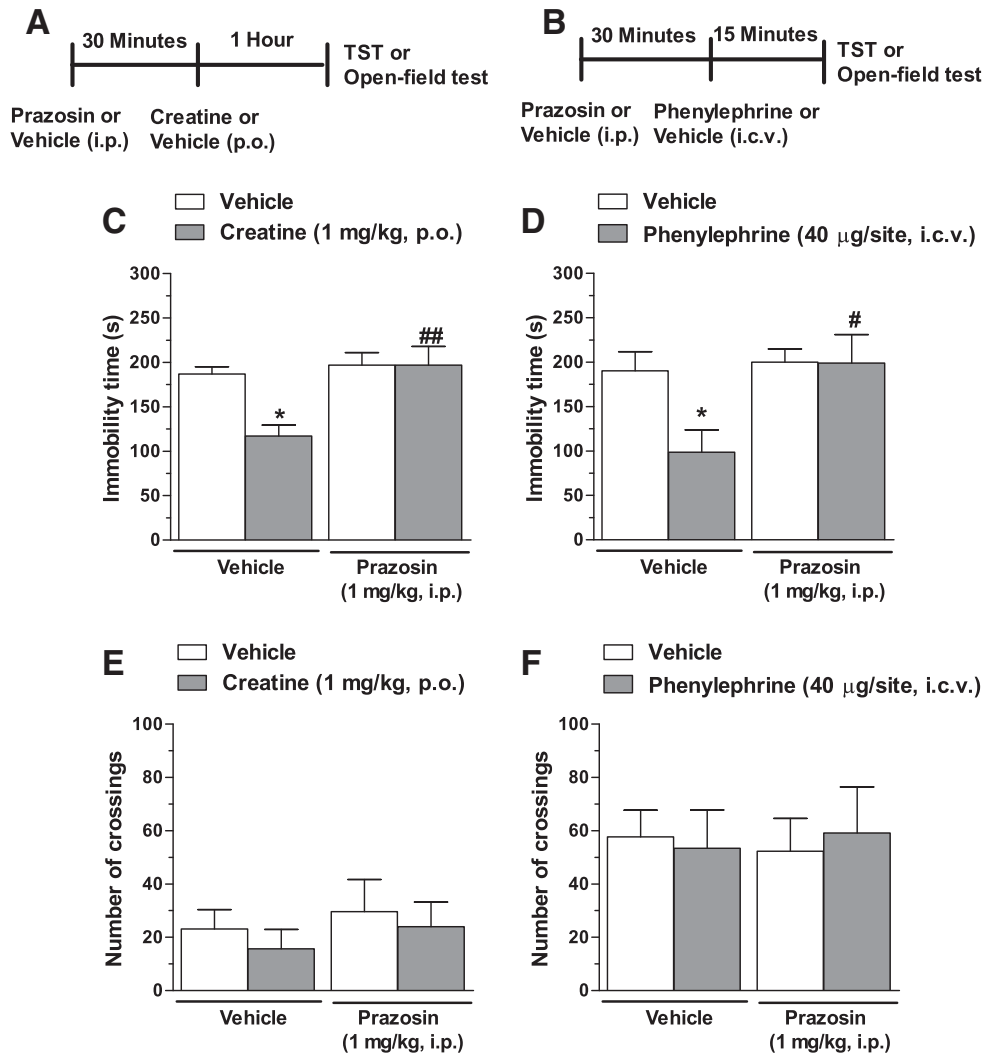 A
30 Minutes
1 Hour
TST or
Open-field test
Prazosin or
Vehicle (i.p.)
Creatine or
Vehicle (p.o.)
B
30 Minutes
15 Minutes
TST or
Open-field test
Prazosin or
Vehicle (i.p.)
Phenylephrine or
Vehicle (i.c.v.)
C
Vehicle
Creatine (1 mg/kg, p.o.)
Immobility time (s)
300
250
200
150
100
50
0
*
##
Vehicle
Prazosin
(1 mg/kg, i.p.)
D
Vehicle
Phenylephrine (40 μg/site, i.c.v.)
Immobility time (s)
300
250
200
150
100
50
0
*
#
Vehicle
Prazosin
(1 mg/kg, i.p.)
E
Vehicle
Creatine (1 mg/kg, p.o.)
Number of crossings
100
80
60
40
20
0
Vehicle
Prazosin
(1 mg/kg, i.p.)
F
Vehicle
Phenylephrine (40 μg/site, i.c.v.)
Number of crossings
100
80
60
40
20
0
Vehicle
Prazosin
(1 mg/kg, i.p.)